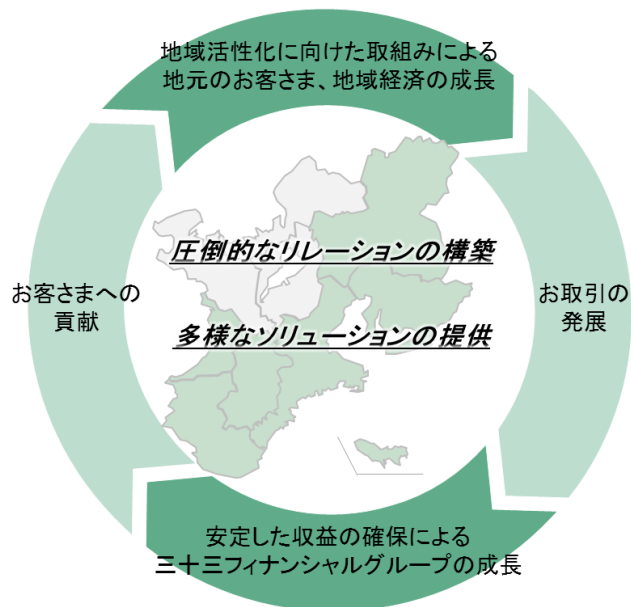 地域活性化に向けた取組みによる
地元のお客さま、地域経済の成長
圧倒的なリレーションの構築
お客さまへの
貢献
お取引の
発展
多様なソリューションの提供
安定した収益の確保による
三十三フィナンシャルグループの成長